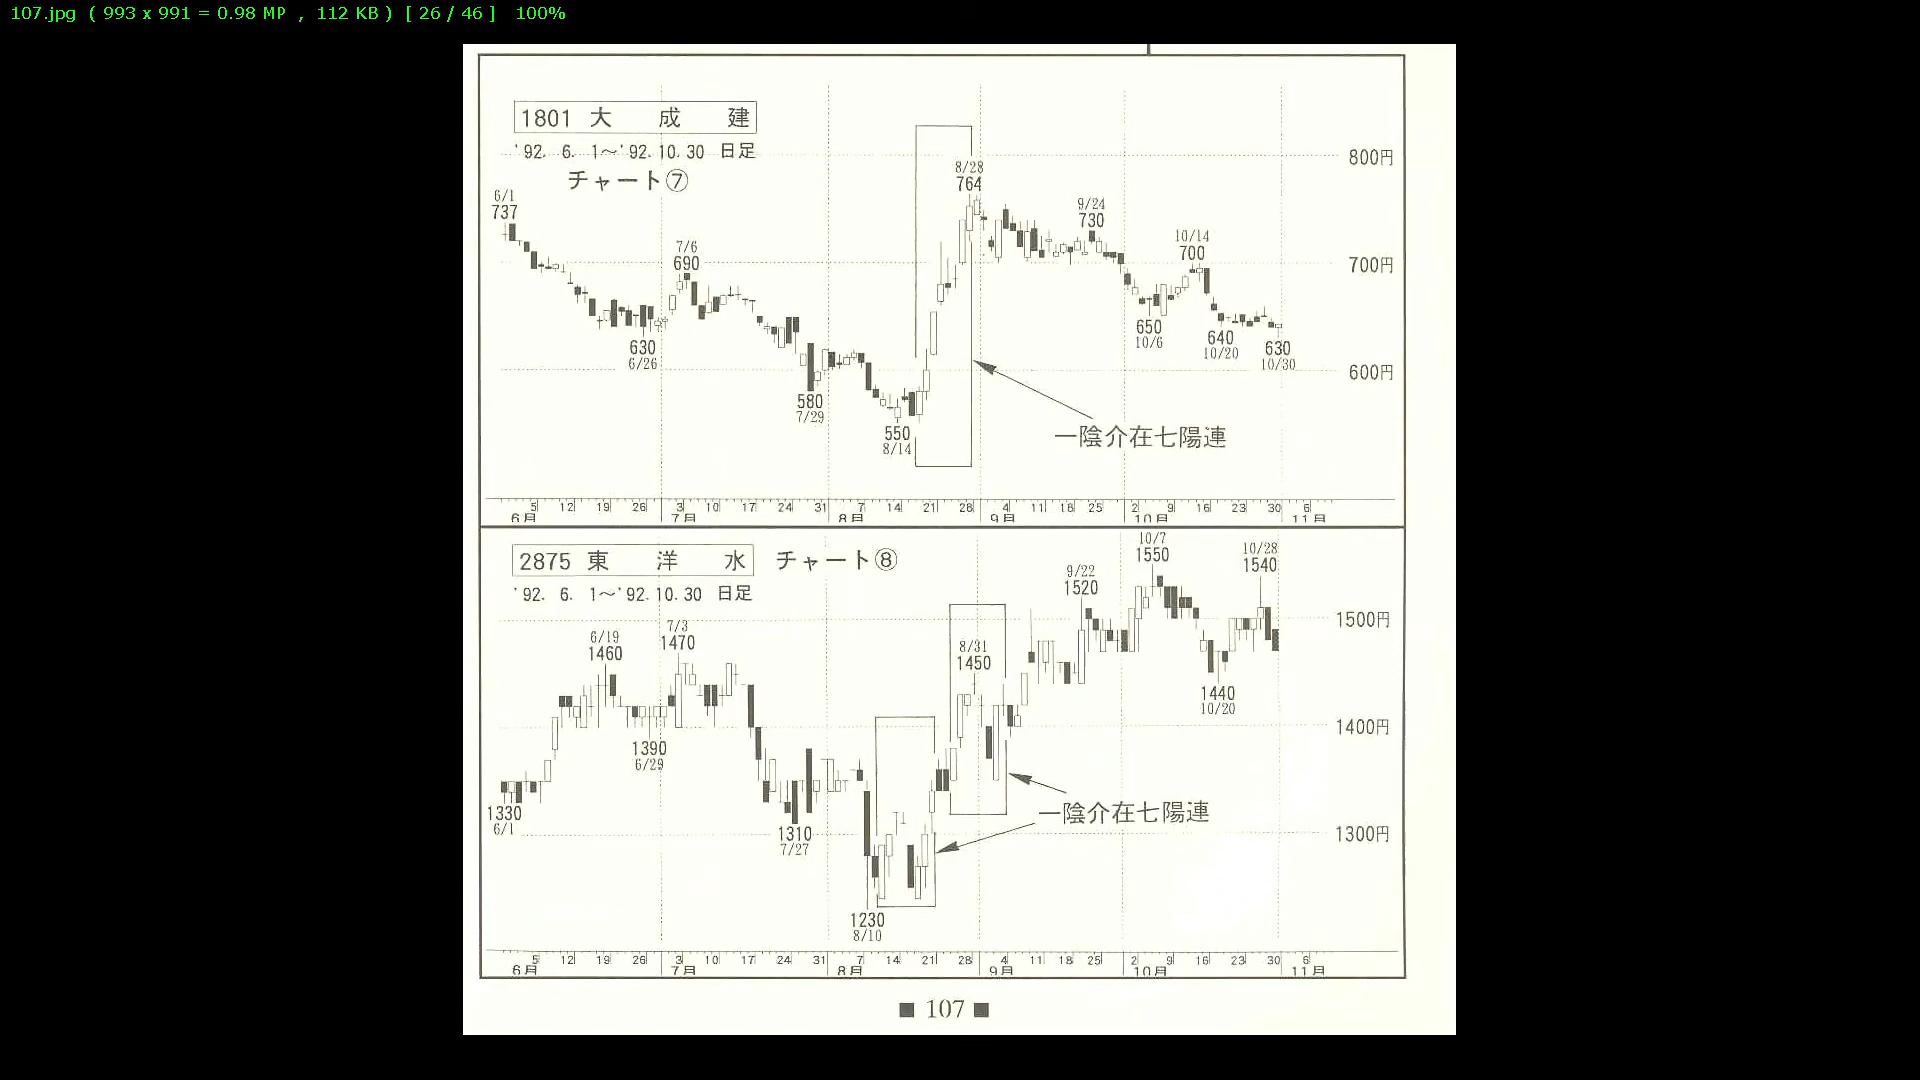 107.jpg ( 993 x 991 = 0.98 MP , 112 KB ) [ 26 / 46 ] 100%
1801 大 成 建
'92. 6. 1～'92. 10. 30 日足
チャート⑦
6/1
737
630
6/26
7/6
690
580
7/29
550
8/14
8/28
764
9/24
730
650
10/6
10/14
700
640
10/20
630
10/30
800円
700円
600円
一陰介在七陽連
5 12 19 26 3 10 17 24 31 7 14 21 28 4 11 18 25 2 9 16 23 30 6
6月 7月 8月 9月 10月 11月
2875 東 洋 水 チャート⑧
'92. 6. 1～'92. 10. 30 日足
1330
6/1
6/19
1460
1390
6/29
7/3
1470
1310
7/27
1230
8/10
8/31
1450
9/22
1520
10/7
1550
1440
10/20
10/28
1540
1500円
1400円
1300円
一陰介在七陽連
5 12 19 26 3 10 17 24 31 7 14 21 28 4 11 18 25 2 9 16 23 30 6
6月 7月 8月 9月 10月 11月
■ 107 ■